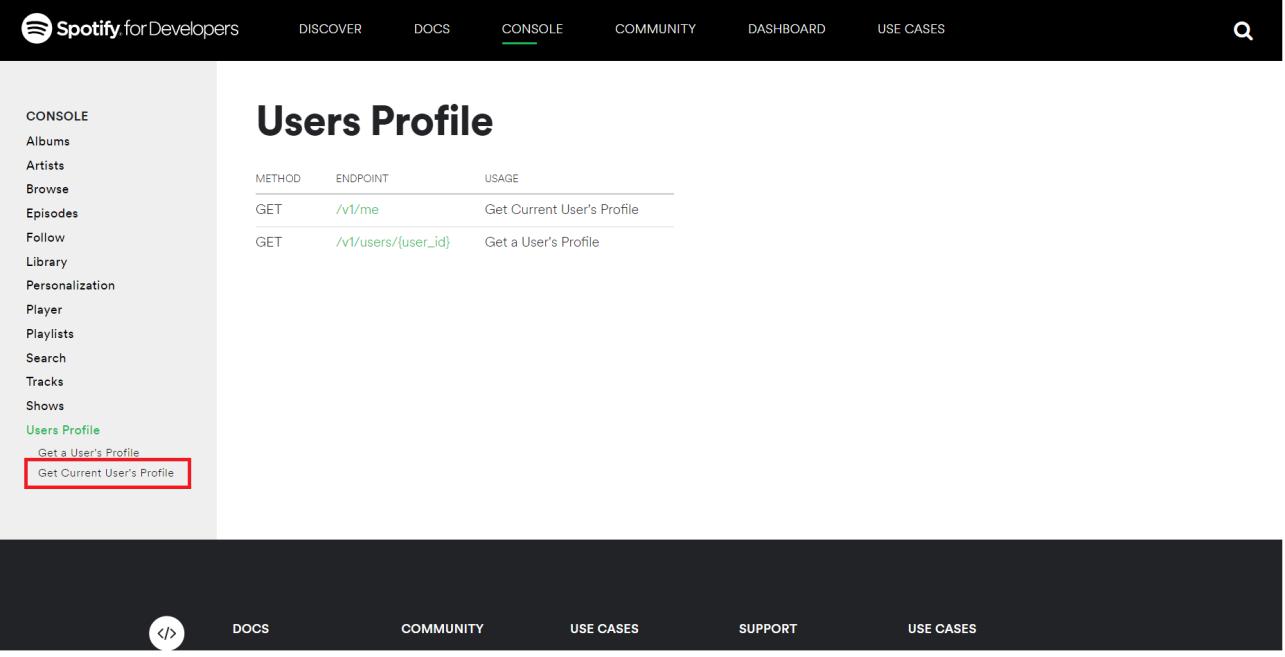 Spotify for Developers
DISCOVER DOCS CONSOLE COMMUNITY DASHBOARD USE CASES
CONSOLE
Albums
Artists
Browse
Episodes
Follow
Library
Personalization
Player
Playlists
Search
Tracks
Shows
Users Profile
Get a User's Profile
Get Current User's Profile
Users Profile
METHOD ENDPOINT USAGE
GET /v1/me Get Current User's Profile
GET /v1/users/{user_id} Get a User's Profile
</>
DOCS COMMUNITY USE CASES SUPPORT USE CASES